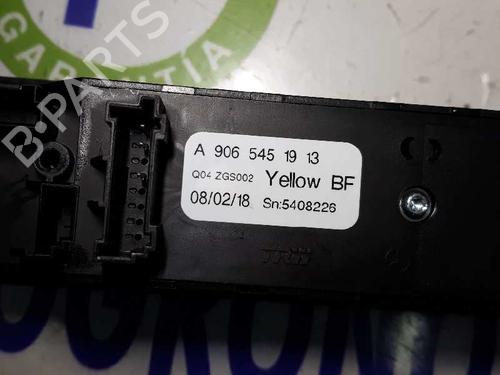 GARANTIA
B-PARTS
A 906 545 19 13
Q04 ZGS002 Yellow BF
08/02/18 Sn:5408226
TRW